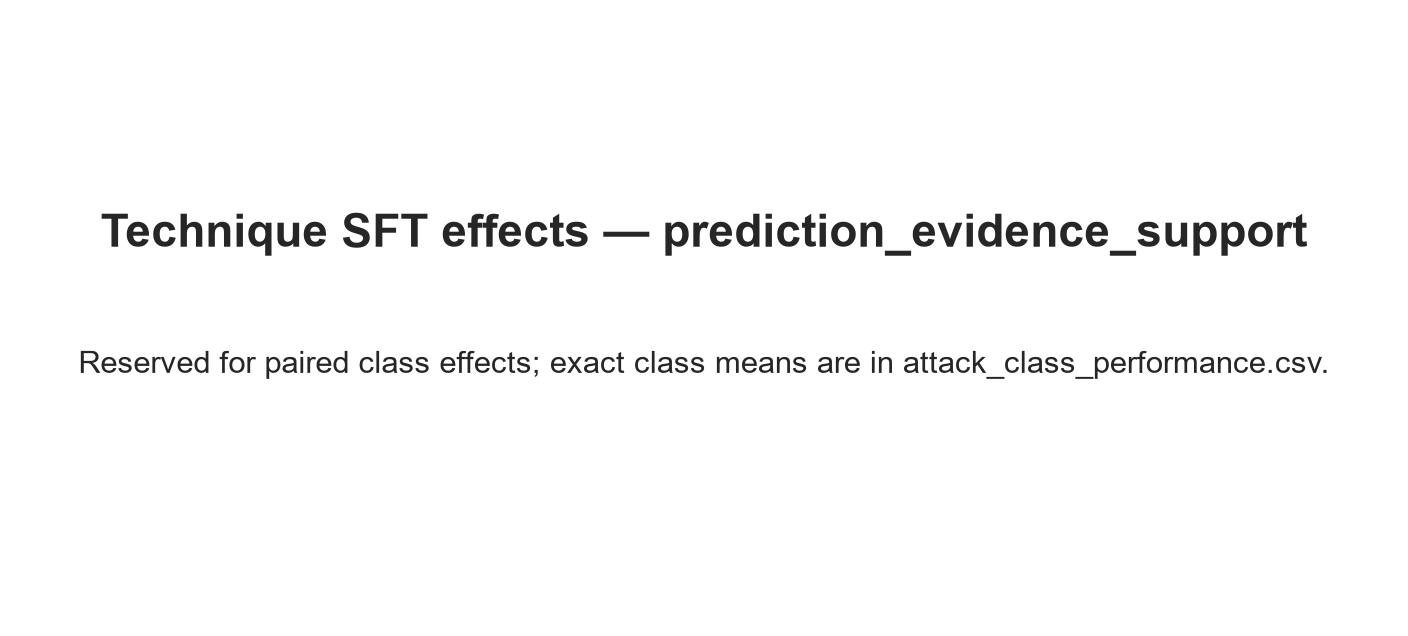 Technique SFT effects — prediction_evidence_support
Reserved for paired class effects; exact class means are in attack_class_performance.csv.